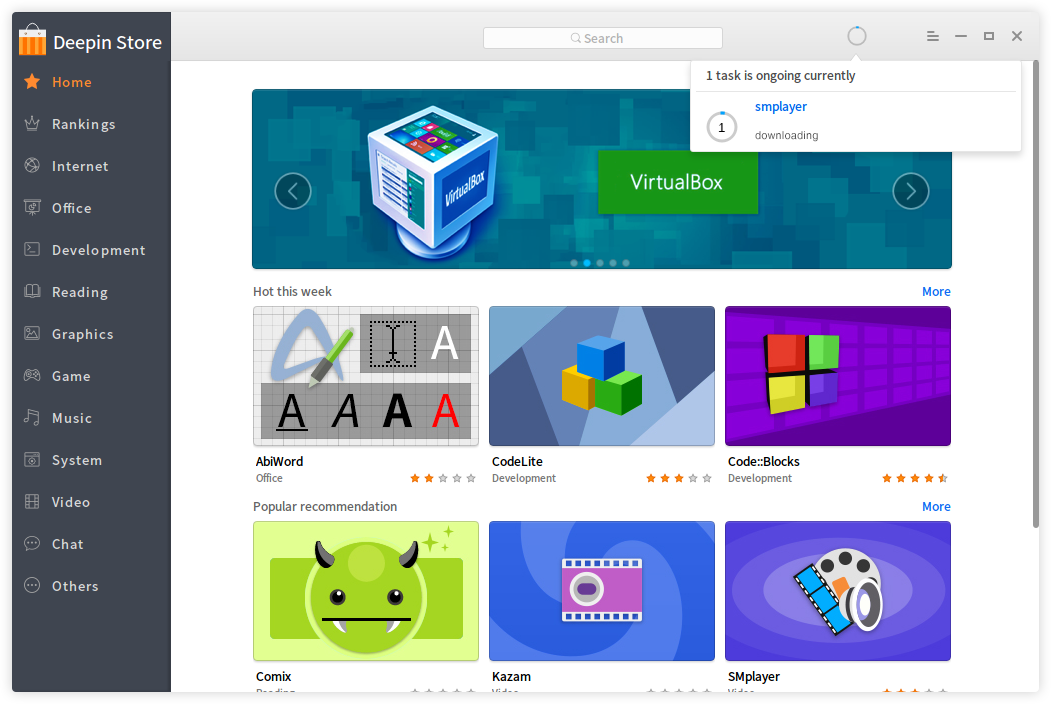 Deepin Store
Search
1 task is ongoing currently
1
smplayer
downloading
Home
Rankings
Internet
Office
Development
Reading
Graphics
Game
Music
System
Video
Chat
Others
VirtualBox
VirtualBox
Hot this week
More
A
A A A A
AbiWord
Office
CodeLite
Development
Code::Blocks
Development
Popular recommendation
More
Comix
Reading
Kazam
Video
SMplayer
Video